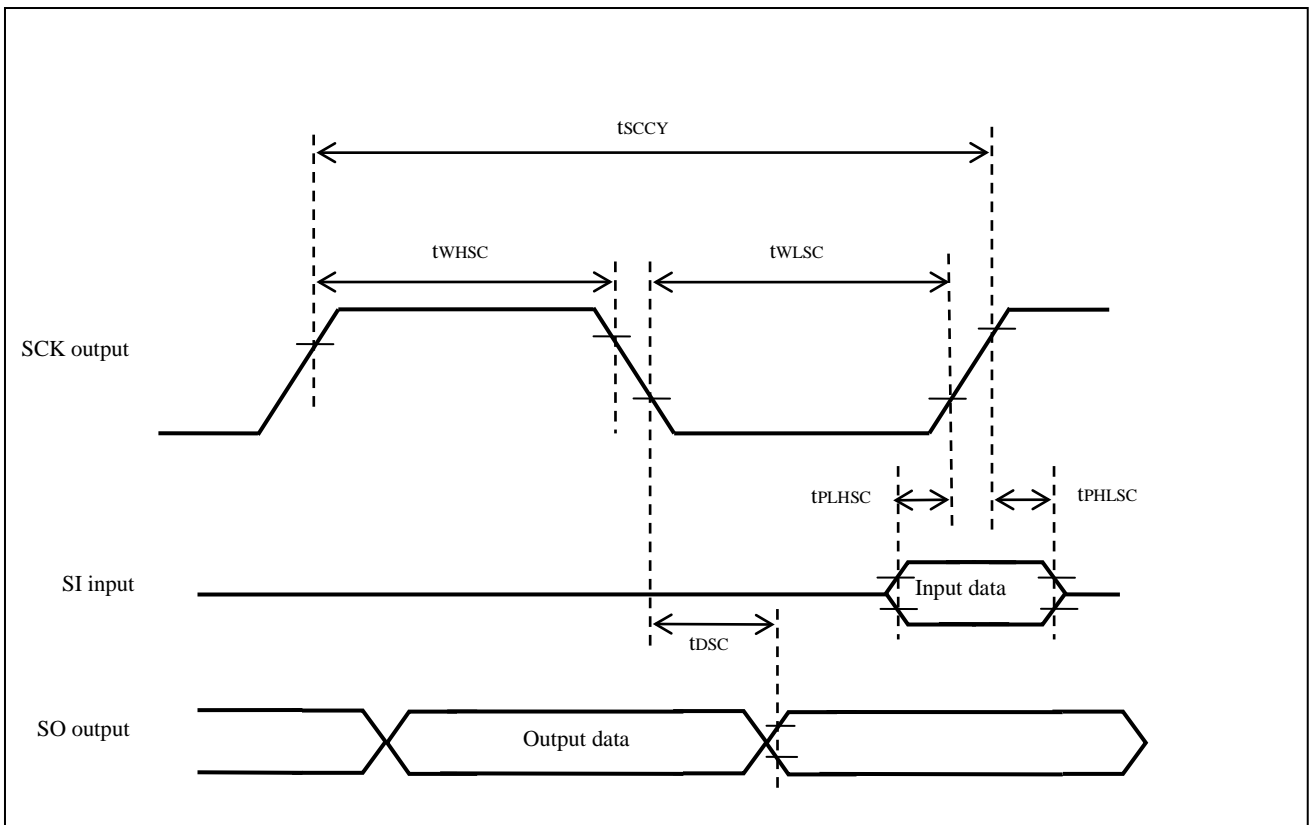 tSCCY
tWHSC
tWLSC
SCK output
tPLHSC
tPHLSC
SI input
Input data
tDSC
SO output
Output data